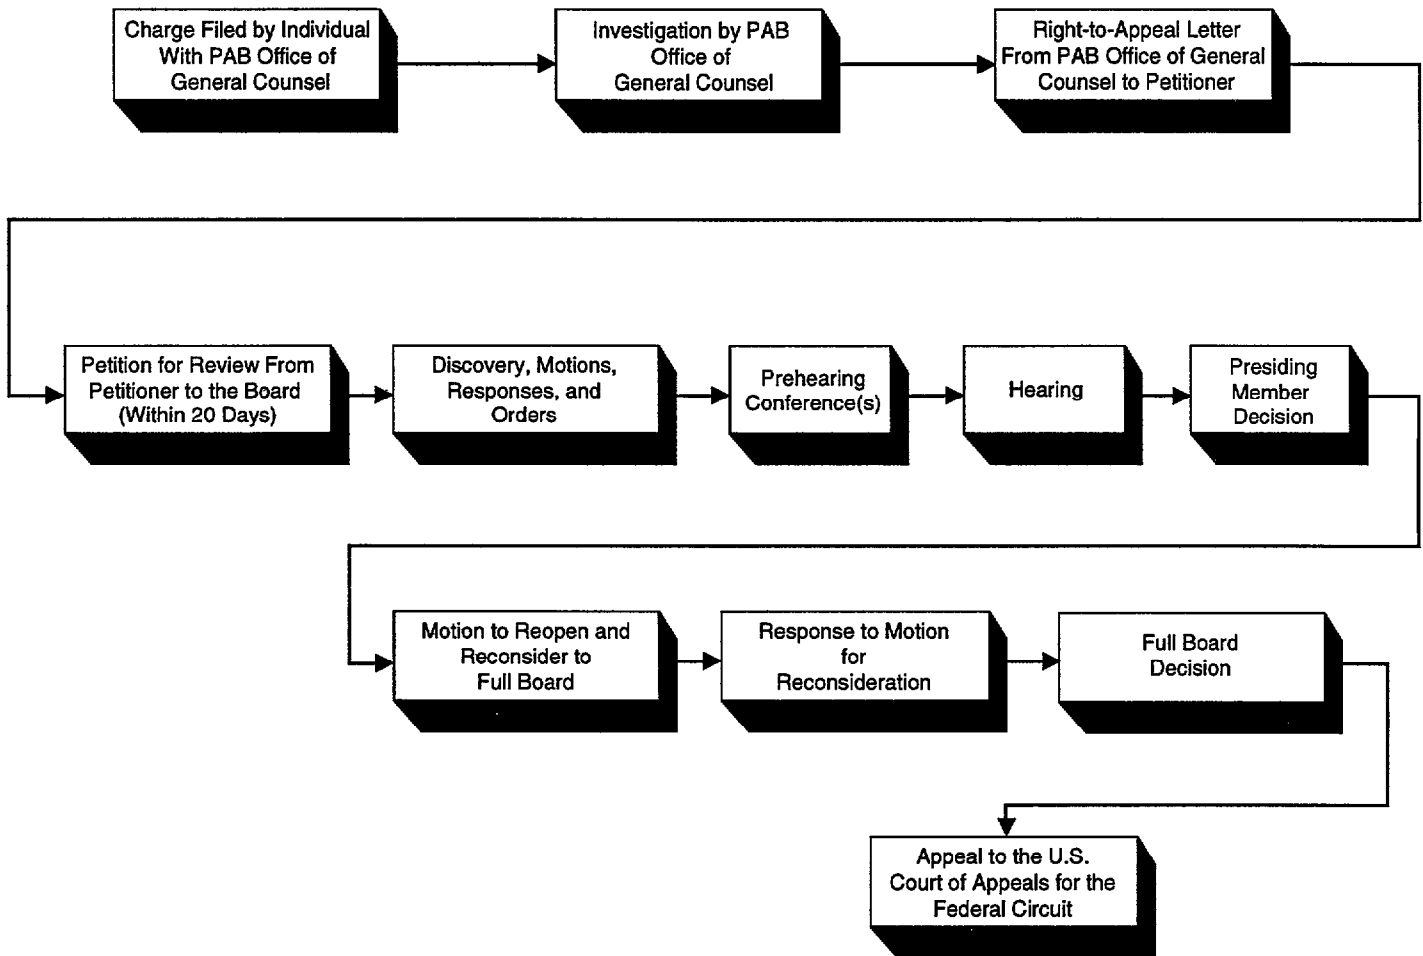 Charge Filed by Individual
With PAB Office of
General Counsel
Investigation by PAB
Office of
General Counsel
Right-to-Appeal Letter
From PAB Office of General
Counsel to Petitioner
Petition for Review From
Petitioner to the Board
(Within 20 Days)
Discovery, Motions,
Responses, and
Orders
Prehearing
Conference(s)
Hearing
Presiding
Member
Decision
Motion to Reopen and
Reconsider to
Full Board
Response to Motion
for
Reconsideration
Full Board
Decision
Appeal to the U.S.
Court of Appeals for the
Federal Circuit